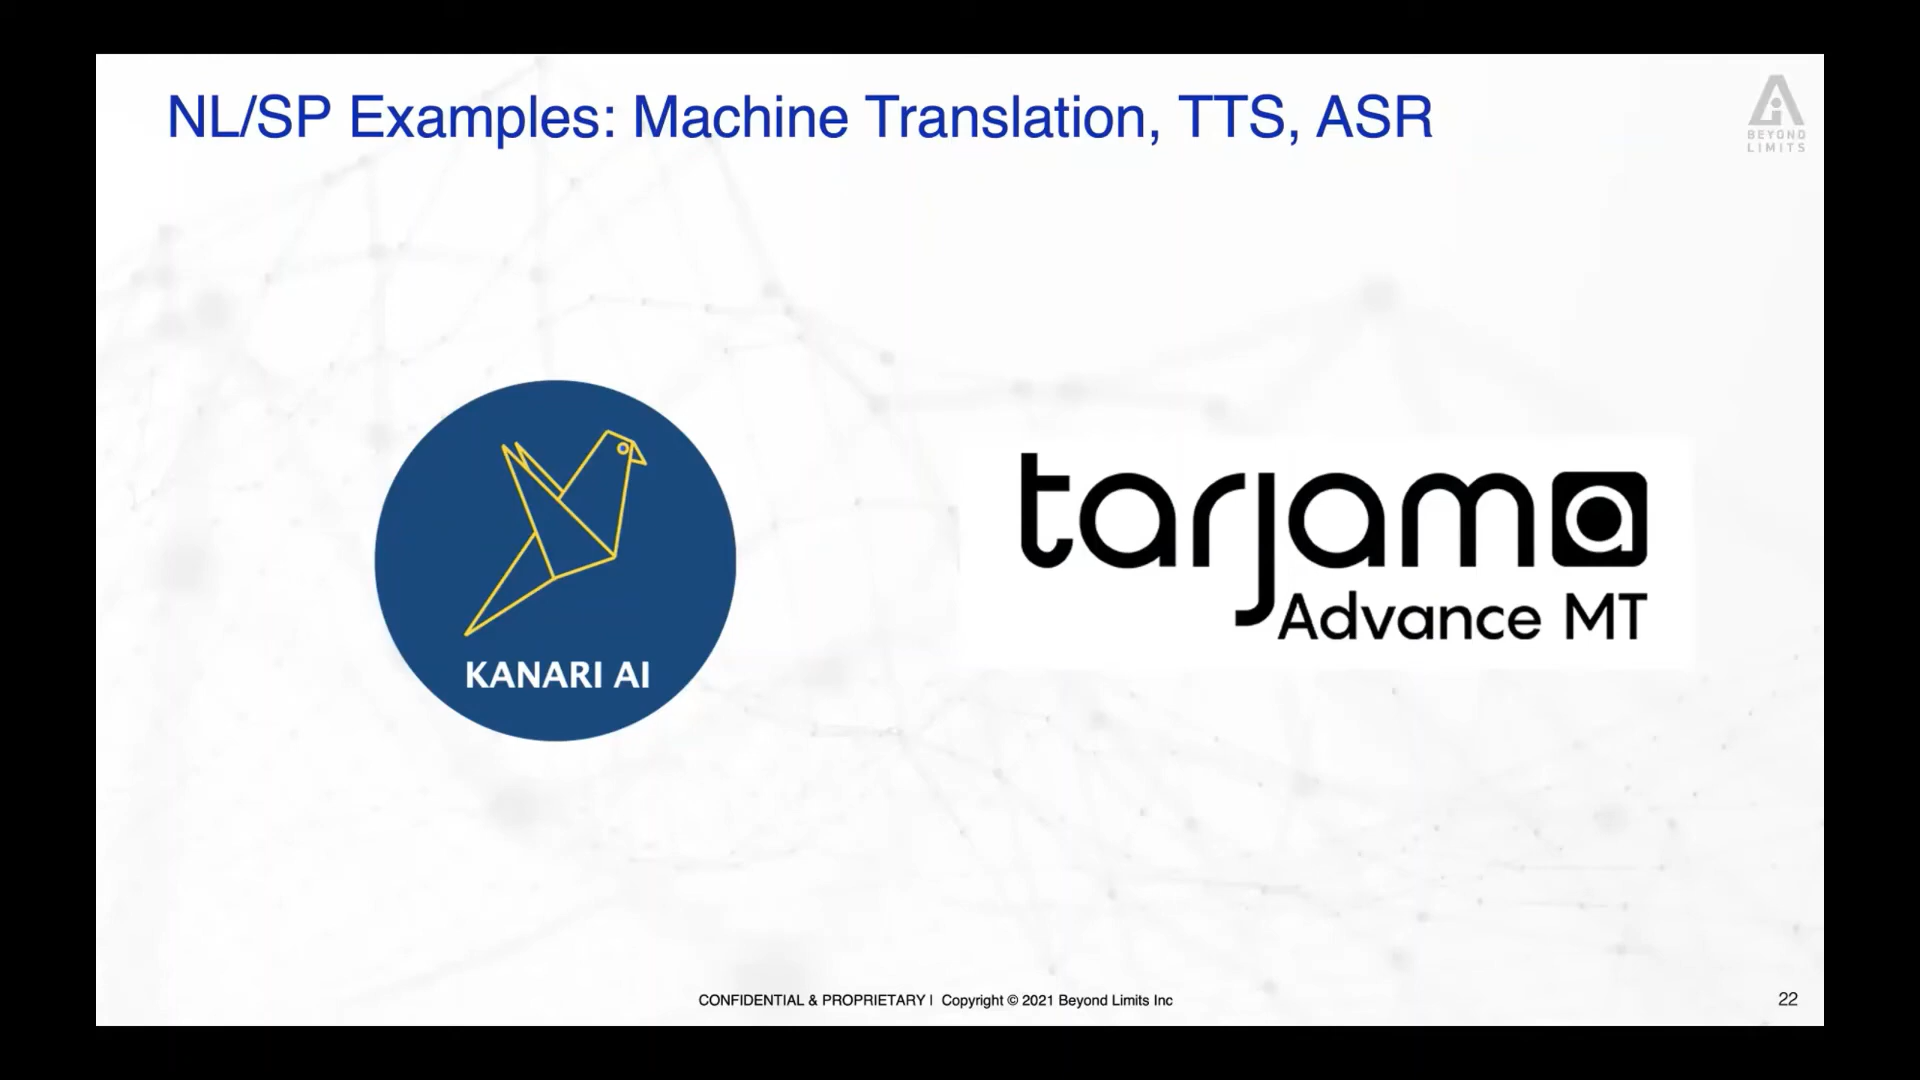 NL/SP Examples: Machine Translation, TTS, ASR
BEYOND
LIMITS
KANARI AI
tarjama
Advance MT
CONFIDENTIAL & PROPRIETARY | Copyright © 2021 Beyond Limits Inc
22